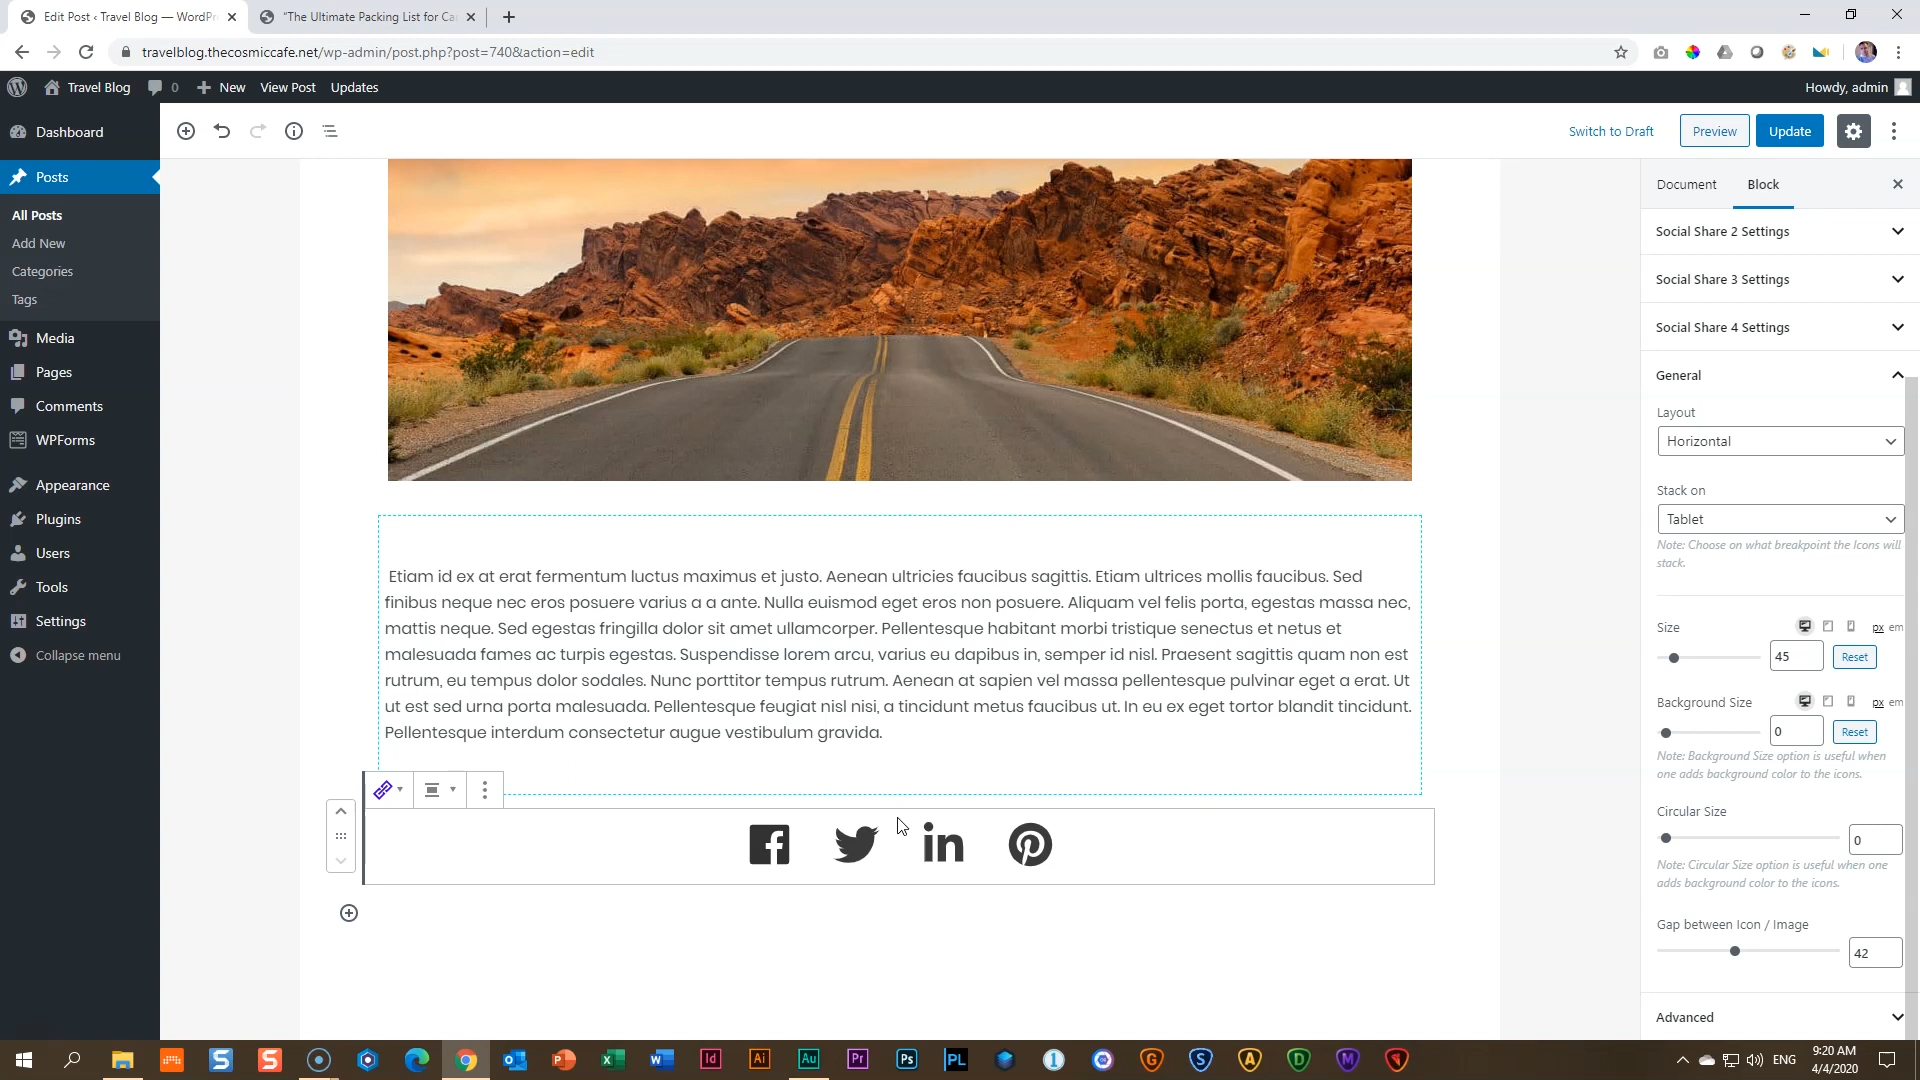 Edit Post ‹ Travel Blog — WordPr
"The Ultimate Packing List for Ca
travelblog.thecosmiccafe.net/wp-admin/post.php?post=740&action=edit
Travel Blog
0
New
View Post
Updates
Howdy, admin
Dashboard
Posts
All Posts
Add New
Categories
Tags
Media
Pages
Comments
WPForms
Appearance
Plugins
Users
Tools
Settings
Collapse menu
Switch to Draft
Preview
Update
Etiam id ex at erat fermentum luctus maximus et justo. Aenean ultricies faucibus sagittis. Etiam ultrices mollis faucibus. Sed
finibus neque nec eros posuere varius a a ante. Nulla euismod eget eros non posuere. Aliquam vel felis porta, egestas massa nec,
mattis neque. Sed egestas fringilla dolor sit amet ullamcorper. Pellentesque habitant morbi tristique senectus et netus et
malesuada fames ac turpis egestas. Suspendisse lorem arcu, varius eu dapibus in, semper id nisl. Praesent sagittis quam non est
rutrum, eu tempus dolor sodales. Nunc porttitor tempus rutrum. Aenean at sapien vel massa pellentesque pulvinar eget a erat. Ut
ut est sed urna porta malesuada. Pellentesque feugiat nisl nisi, a tincidunt metus faucibus ut. In eu ex eget tortor blandit tincidunt.
Pellentesque interdum consectetur augue vestibulum gravida.
in
Document
Block
Social Share 2 Settings
Social Share 3 Settings
Social Share 4 Settings
General
Layout
Horizontal
Stack on
Tablet
Note: Choose on what breakpoint the Icons will
stack.
Size
px em
45
Reset
Background Size
px em
0
Reset
Note: Background Size option is useful when
one adds background color to the icons.
Circular Size
0
Note: Circular Size option is useful when one
adds background color to the icons.
Gap between Icon / Image
42
Advanced
S
S
Id
Ai
Au
Pr
Ps
PL
1
G
S
A
D
M
ENG
9:20 AM
4/4/2020